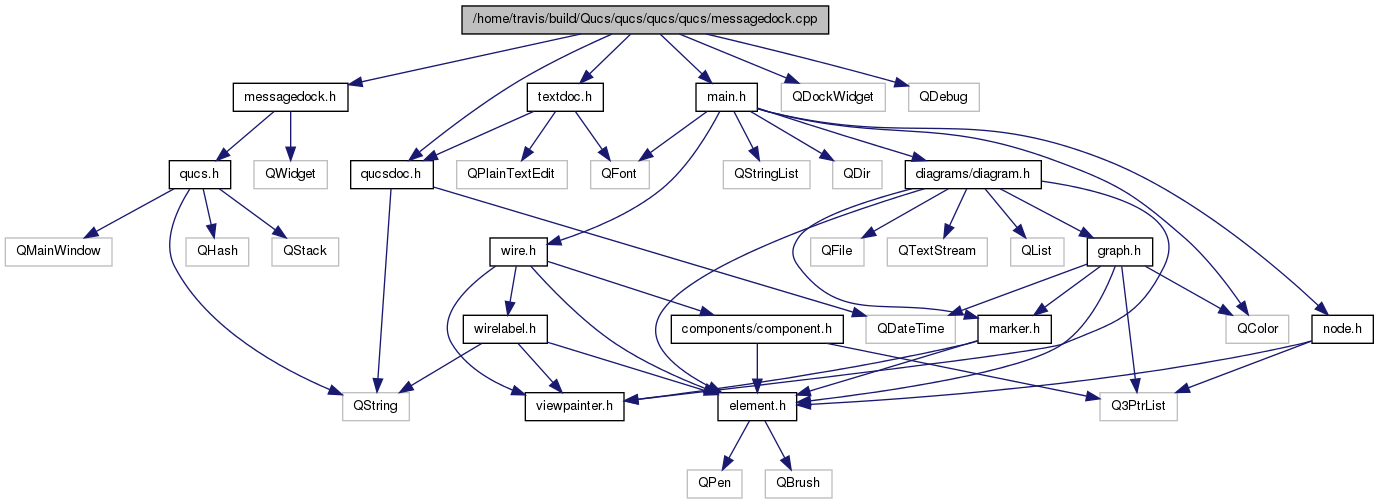 /home/travis/build/Qucs/qucs/qucs/qucs/messagedock.cpp
messagedock.h
textdoc.h
main.h
QDockWidget
QDebug
qucs.h
QWidget
qucsdoc.h
QPlainTextEdit
QFont
QStringList
QDir
diagrams/diagram.h
QMainWindow
QHash
QStack
wire.h
QFile
QTextStream
QList
graph.h
wirelabel.h
components/component.h
QDateTime
marker.h
QColor
node.h
QString
viewpainter.h
element.h
Q3PtrList
QPen
QBrush